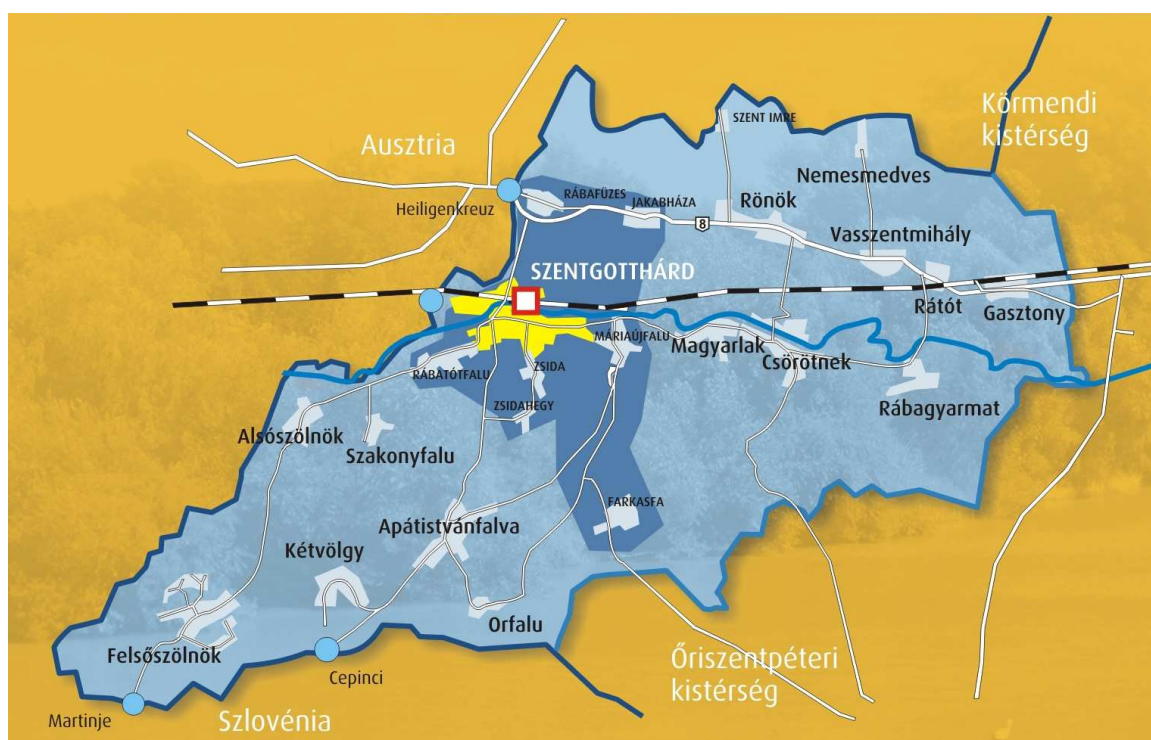 Körmendi
kistérség
SZENT IMRE
Ausztria
Nemesmedves
RÁBAFÜZES
Heiligenkreuz
JAKABHÁZA
Rönök
8
Vasszentmihály
SZENTGOTTHÁRD
Rátót
Gasztony
MÁRIAÚJFALU
Magyarlak
Csörötnek
RÁBATÓTFALU
ZSIDA
Rábagyarmat
ZSIDAHEGY
Alsószölnök
Szakonyfalu
FARKASFA
Apátistvánfalva
Kétvölgy
Orfalu
Felsőszölnök
Őriszentpéteri
kistérség
Cepinci
Martinje
Szlovénia